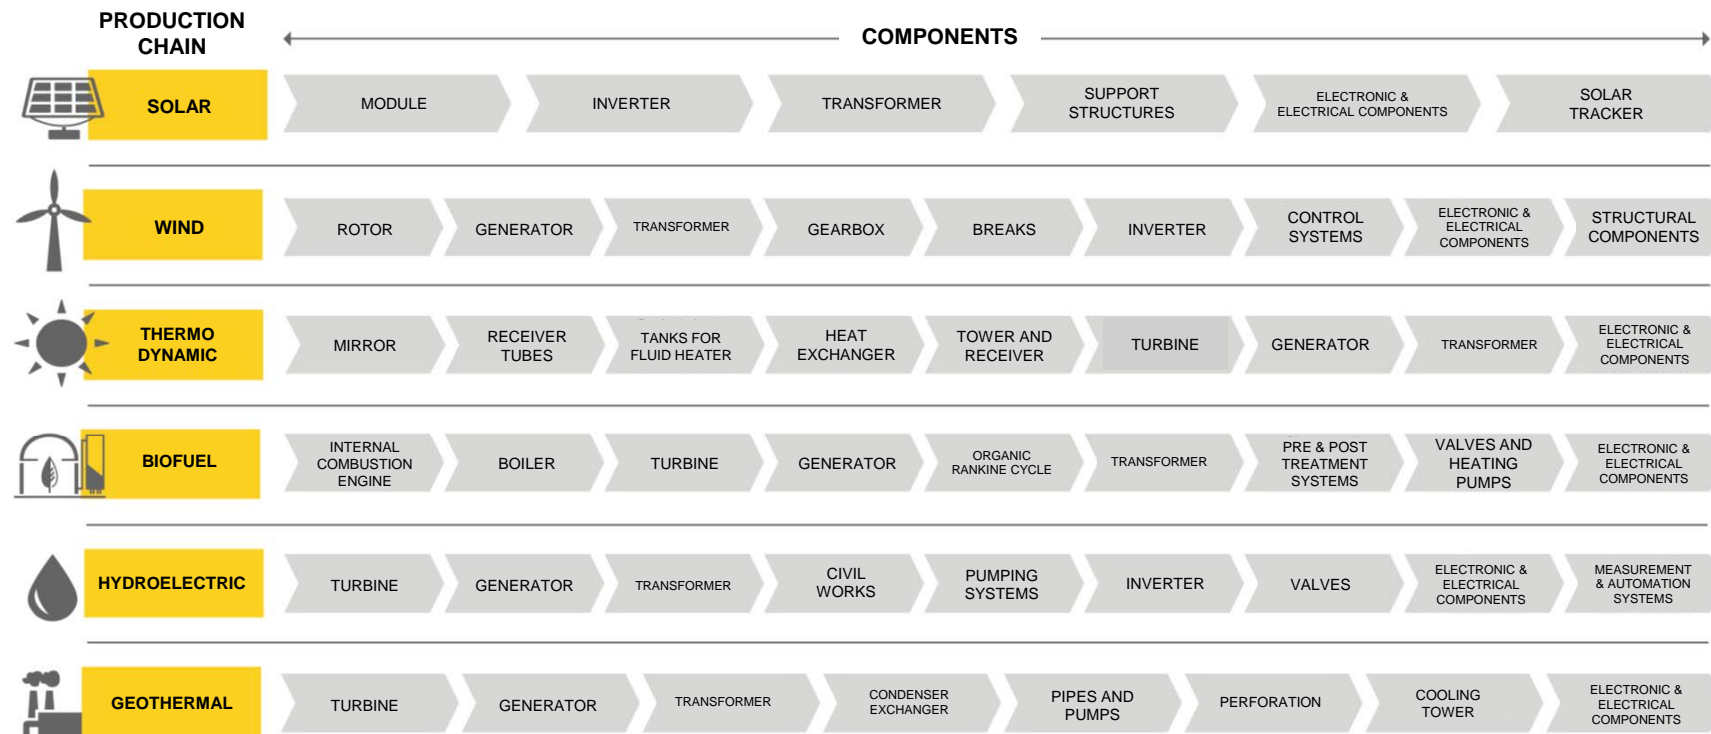 PRODUCTION
CHAIN
COMPONENTS
SOLAR
MODULE
INVERTER
TRANSFORMER
SUPPORT
STRUCTURES
ELECTRONIC &
ELECTRICAL COMPONENTS
SOLAR
TRACKER
WIND
ROTOR
GENERATOR
TRANSFORMER
GEARBOX
BREAKS
INVERTER
CONTROL
SYSTEMS
ELECTRONIC &
ELECTRICAL
COMPONENTS
STRUCTURAL
COMPONENTS
THERMO
DYNAMIC
MIRROR
RECEIVER
TUBES
TANKS FOR
FLUID HEATER
HEAT
EXCHANGER
TOWER AND
RECEIVER
TURBINE
GENERATOR
TRANSFORMER
ELECTRONIC &
ELECTRICAL
COMPONENTS
BIOFUEL
INTERNAL
COMBUSTION
ENGINE
BOILER
TURBINE
GENERATOR
ORGANIC
RANKINE CYCLE
TRANSFORMER
PRE & POST
TREATMENT
SYSTEMS
VALVES AND
HEATING
PUMPS
ELECTRONIC &
ELECTRICAL
COMPONENTS
HYDROELECTRIC
TURBINE
GENERATOR
TRANSFORMER
CIVIL
WORKS
PUMPING
SYSTEMS
INVERTER
VALVES
ELECTRONIC &
ELECTRICAL
COMPONENTS
MEASUREMENT
& AUTOMATION
SYSTEMS
GEOTHERMAL
TURBINE
GENERATOR
TRANSFORMER
CONDENSER
EXCHANGER
PIPES AND
PUMPS
PERFORATION
COOLING
TOWER
ELECTRONIC &
ELECTRICAL
COMPONENTS